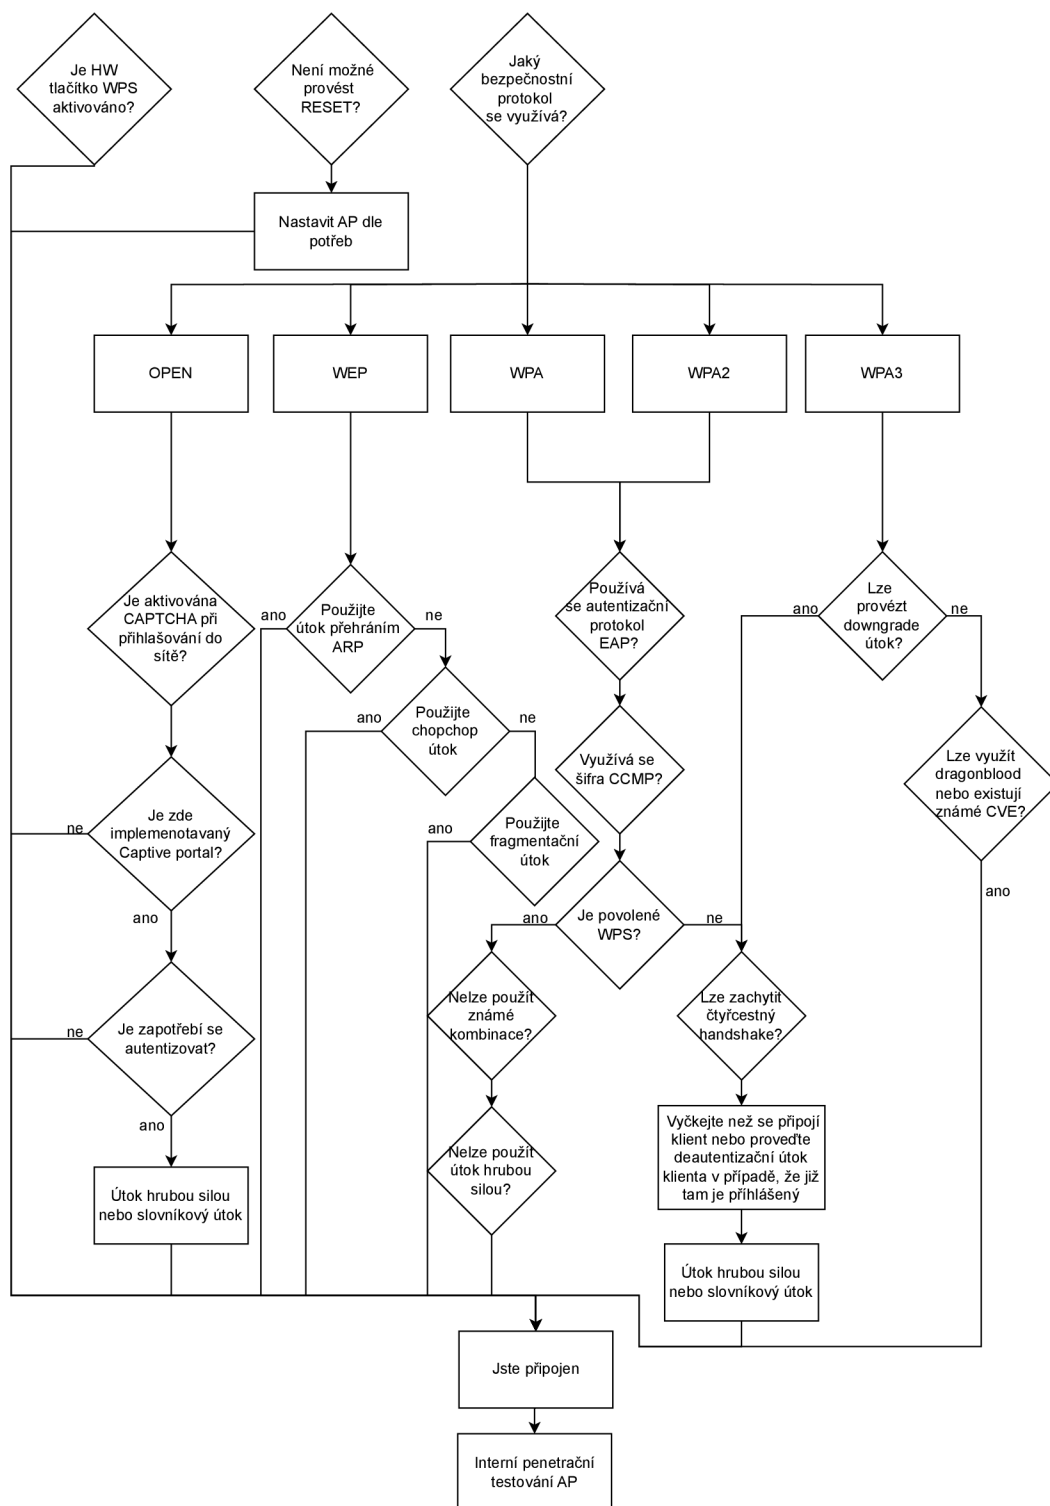 Je HW
tlačítko WPS
aktivováno?
Není možné
provést
RESET?
Jaký
bezpečnostní
protokol
se využívá?
Nastavit AP dle
potřeb
OPEN
WEP
WPA
WPA2
WPA3
Je aktivována
CAPTCHA při
přihlašování do
sítě?
ano
Použijte
útok přehráním
ARP
ne
Používá
se autentizační
protokol
EAP?
ano
Lze
provézt
downgrade
útok?
ne
ano
Použijte
chopchop
útok
ne
Využívá se
šifra CCMP?
Lze využít
dragonblood
nebo existují
známé CVE?
ne
Je zde
implemenotavaný
Captive portal?
ano
ano
Použijte
fragmentační
útok
ano
ano
Je povolené
WPS?
ne
Nelze použít
známé
kombinace?
Lze zachytit
čtyřcestný
handshake?
ne
Je zapotřebí se
autentizovat?
ano
Vyčkejte než se připojí
klient nebo proveďte
deautentizační útok
klienta v případě, že již
tam je příhlášený
Nelze použít
útok hrubou
silou?
Útok hrubou silou
nebo slovníkový útok
Útok hrubou silou
nebo slovníkový útok
Jste připojen
Interní penetrační
testování AP